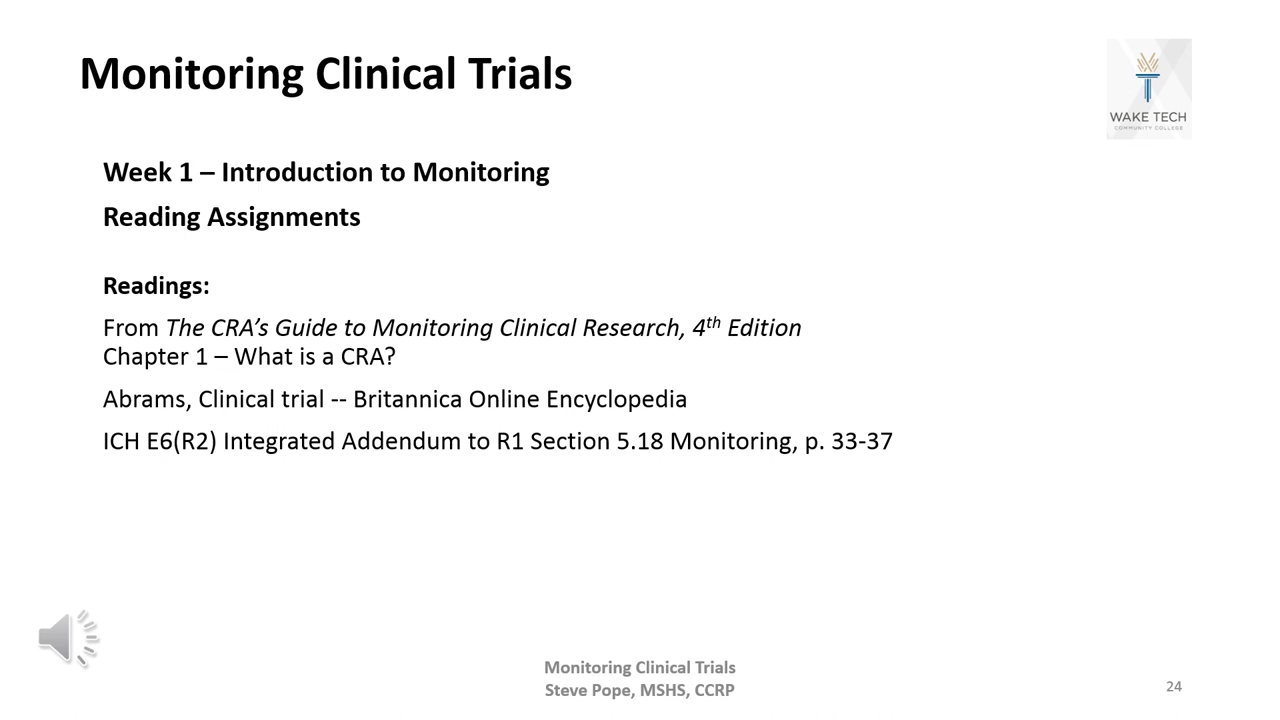 Monitoring Clinical Trials
WAKE TECH
COMMUNITY COLLEGE
Week 1 – Introduction to Monitoring
Reading Assignments
Readings:
From The CRA’s Guide to Monitoring Clinical Research, 4th Edition
Chapter 1 – What is a CRA?
Abrams, Clinical trial -- Britannica Online Encyclopedia
ICH E6(R2) Integrated Addendum to R1 Section 5.18 Monitoring, p. 33-37
Monitoring Clinical Trials
Steve Pope, MSHS, CCRP
24